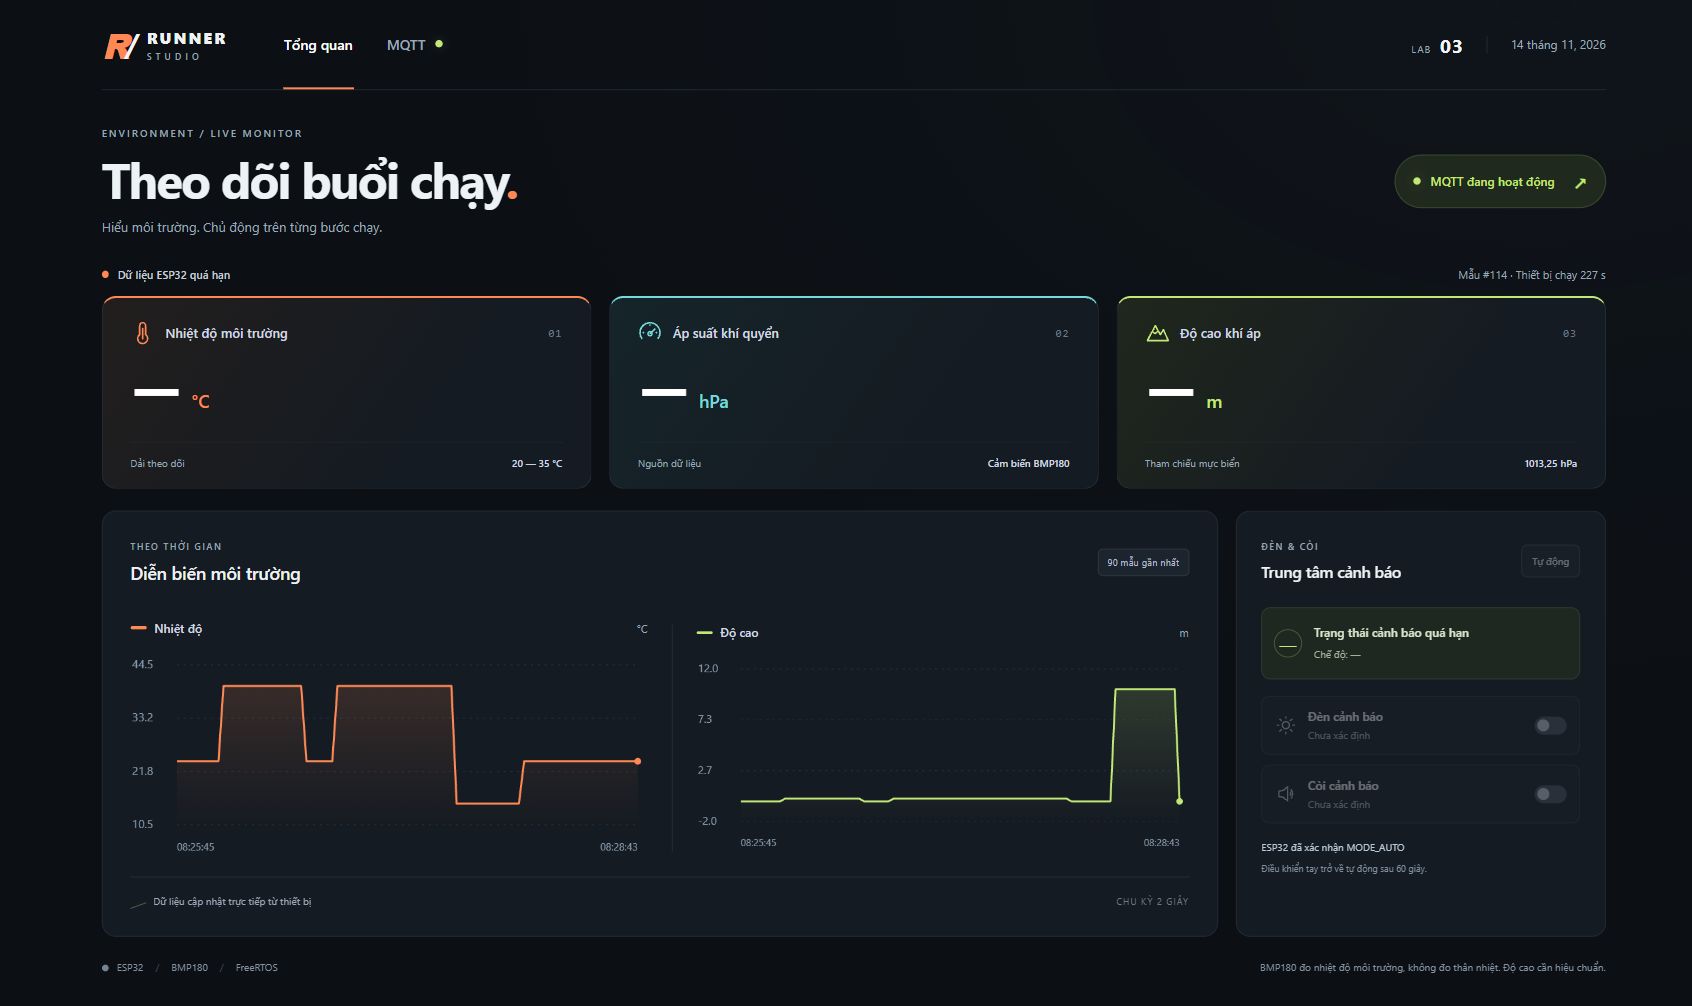 RUNNER
STUDIO
Tổng quan
MQTT
LAB 03
14 tháng 11, 2026
ENVIRONMENT / LIVE MONITOR
Theo dõi buổi chạy.
Hiểu môi trường. Chủ động trên từng bước chạy.
MQTT đang hoạt động ↗
Dữ liệu ESP32 quá hạn
Mẫu #114 · Thiết bị chạy 227 s
Nhiệt độ môi trường
01
— °C
Dải theo dõi
20 — 35 °C
Áp suất khí quyển
02
— hPa
Nguồn dữ liệu
Cảm biến BMP180
Độ cao khí áp
03
— m
Tham chiếu mực biển
1013,25 hPa
THEO THỜI GIAN
Diễn biến môi trường
90 mẫu gần nhất
Nhiệt độ
°C
44.5
33.2
21.8
10.5
08:25:45
08:28:43
Độ cao
m
12.0
7.3
2.7
-2.0
08:25:45
08:28:43
Dữ liệu cập nhật trực tiếp từ thiết bị
CHU KỲ 2 GIÂY
ĐÈN & CÒI
Trung tâm cảnh báo
Tự động
—
Trạng thái cảnh báo quá hạn
Chế độ: —
Đèn cảnh báo
Chưa xác định
Còi cảnh báo
Chưa xác định
ESP32 đã xác nhận MODE_AUTO
Điều khiển tay trở về tự động sau 60 giây.
ESP32 / BMP180 / FreeRTOS
BMP180 đo nhiệt độ môi trường, không đo thân nhiệt. Độ cao cần hiệu chuẩn.